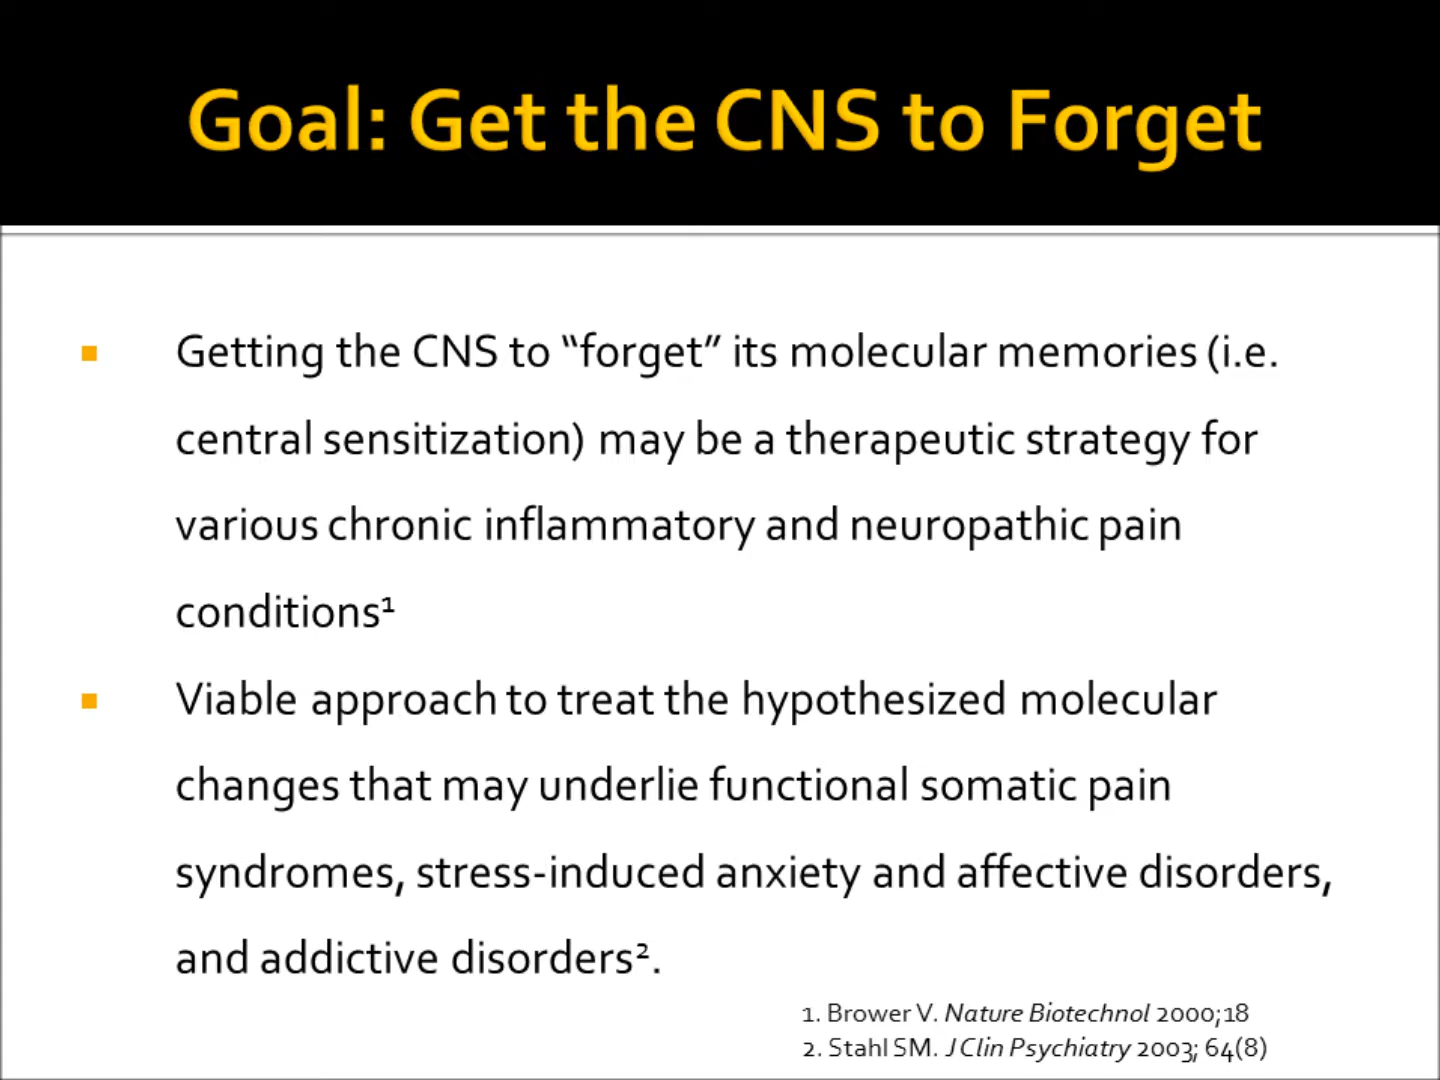 Goal: Get the CNS to Forget
Getting the CNS to “forget” its molecular memories (i.e.
central sensitization) may be a therapeutic strategy for
various chronic inflammatory and neuropathic pain
conditions¹
Viable approach to treat the hypothesized molecular
changes that may underlie functional somatic pain
syndromes, stress-induced anxiety and affective disorders,
and addictive disorders².
1. Brower V. Nature Biotechnol 2000;18
2. Stahl SM. J Clin Psychiatry 2003; 64(8)